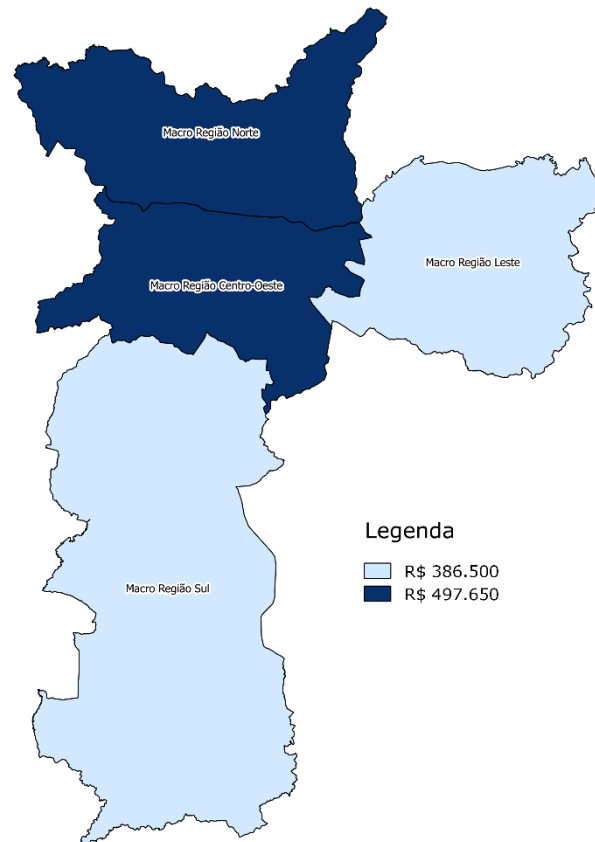 Macro Região Norte
Macro Região Leste
Macro Região Centro-Oeste
Legenda
R$ 386.500
R$ 497.650
Macro Região Sul